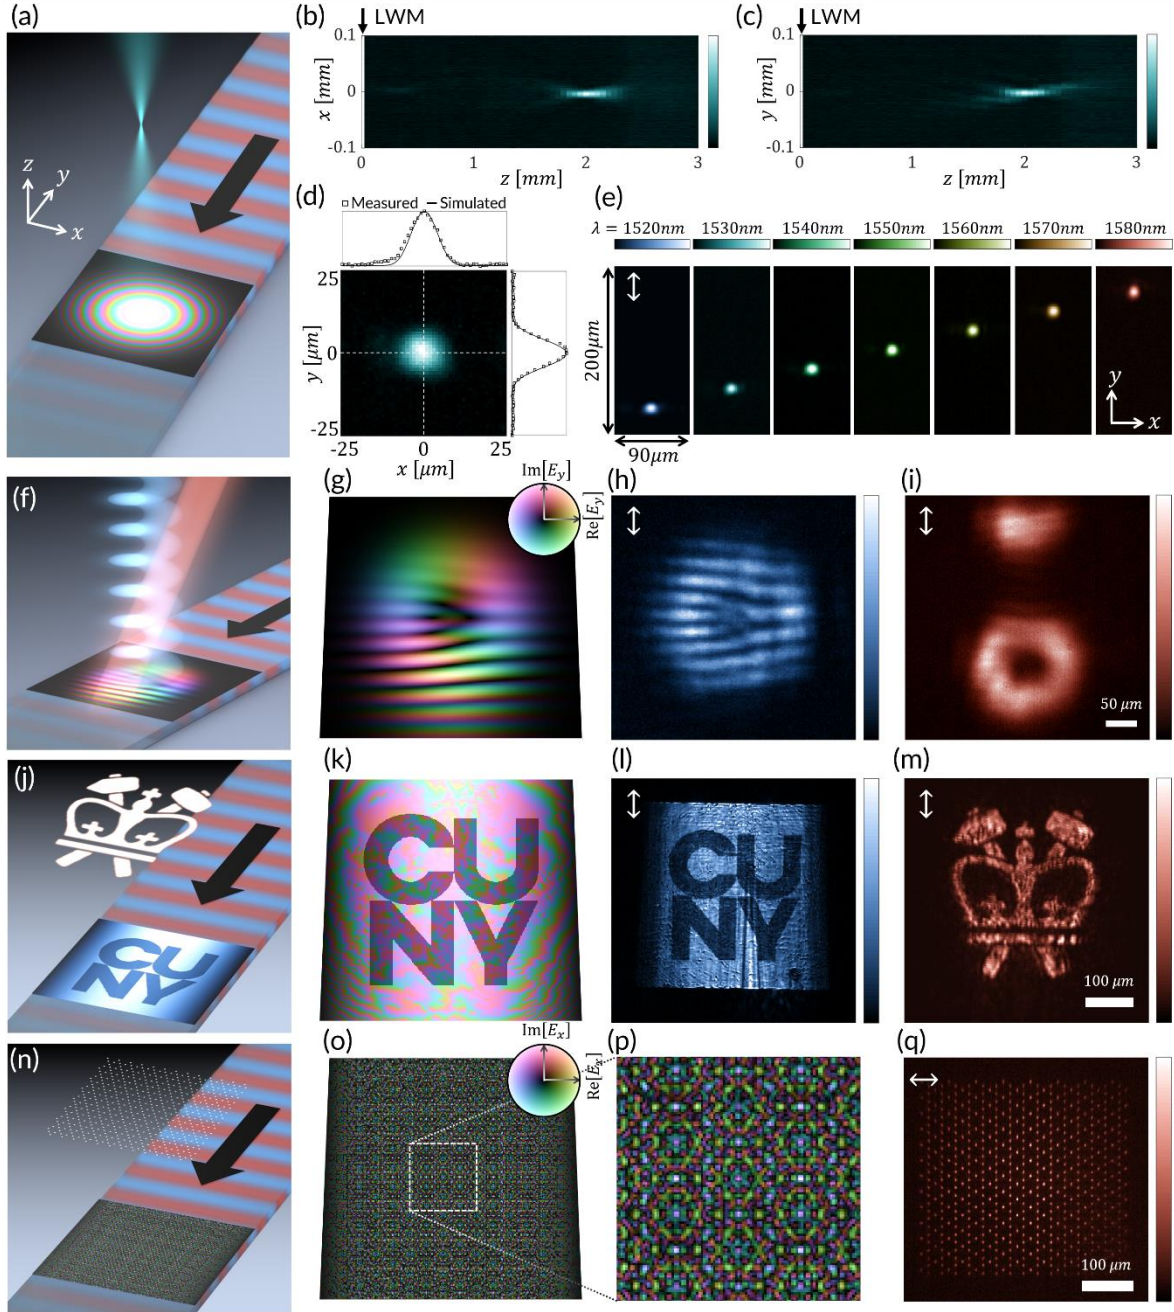 (a)
z
y
x
(b)
LWM
0.1
x [mm]
0
-0.1
0
1
2
3
z [mm]
(c)
LWM
0.1
y [mm]
0
-0.1
0
1
2
3
z [mm]
(d)
Measured
Simulated
25
y [μm]
0
-25
-25
0
25
x [μm]
(e)
λ = 1520nm
1530nm
1540nm
1550nm
1560nm
1570nm
1580nm
200μm
90μm
y
x
(f)
(g)
Im[E_y]
Re[E_y]
(h)
(i)
50 μm
(j)
CU
NY
(k)
CU
NY
(l)
CU
NY
(m)
100 μm
(n)
(o)
Im[E_x]
Re[E_x]
(p)
(q)
100 μm